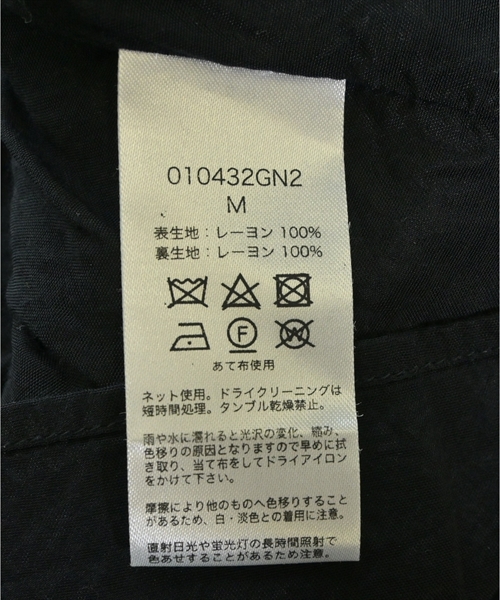 010432GN2
M
表生地：レーヨン 100%
裏生地：レーヨン 100%
F
W
あて布使用
ネット使用。ドライクリーニングは
短時間処理。タンブル乾燥禁止。
雨や水に濡れると光沢の変化、縮み、
色移りの原因となりますので早めに拭
き取り、当て布をしてドライアイロン
をかけて下さい。
摩擦により他のものへ色移りすること
があるため、白・淡色との着用に注意。
直射日光や蛍光灯の長時間照射で
色あせすることがあるため注意。